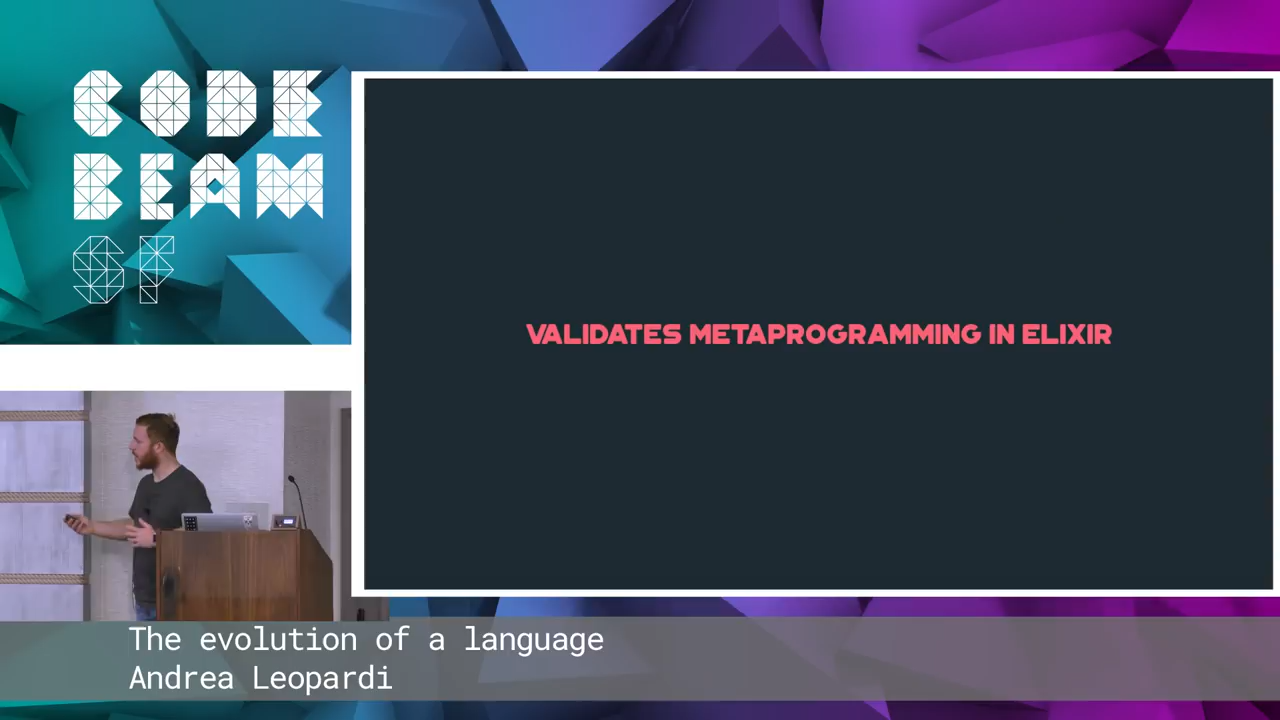 CODE
BEAM
SF
VALIDATES METAPROGRAMMING IN ELIXIR
The evolution of a language
Andrea Leopardi